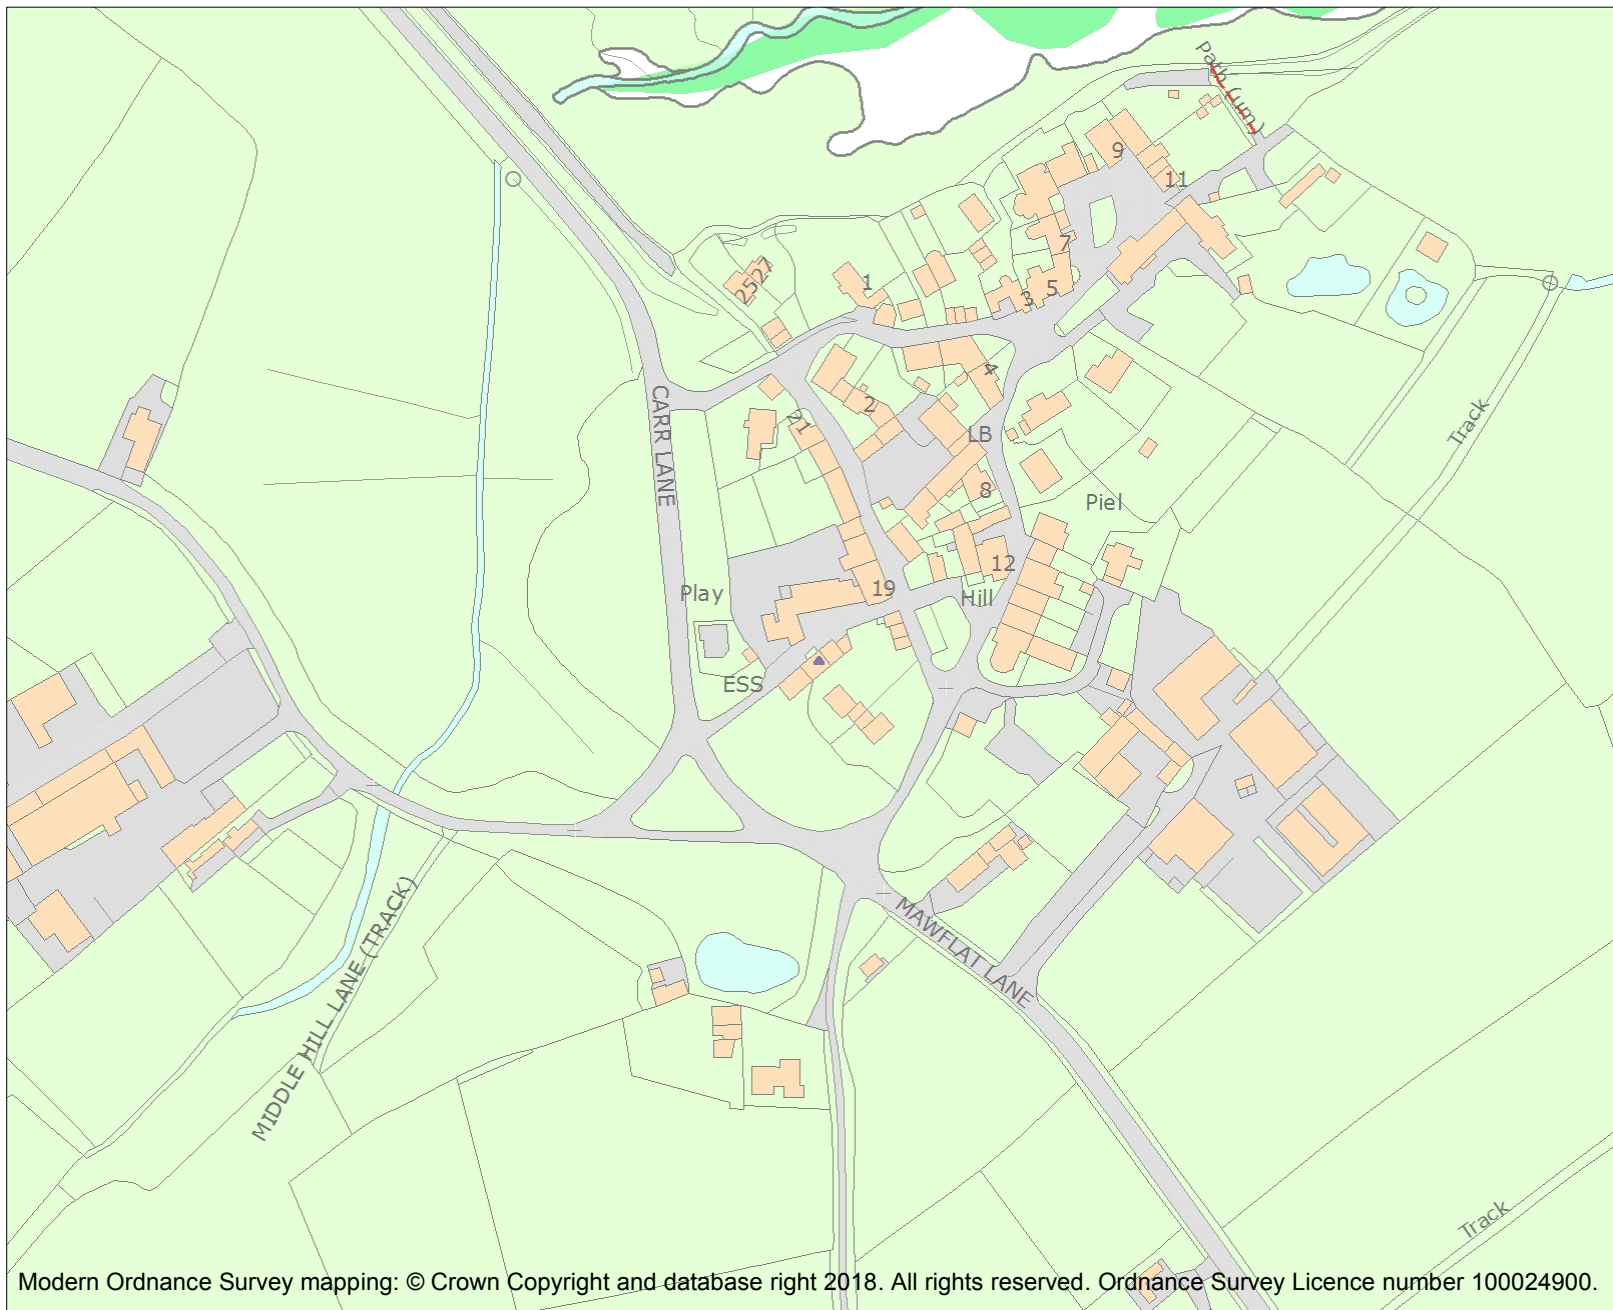 Path (um)
9
11
7
25
27
1
3
5
4
CARR LANE
2
21
LB
Track
8
Piel
12
Play
19
Hill
ESS
MAWFLAT LANE
MIDDLE HILL LANE (TRACK)
Track
Modern Ordnance Survey mapping: © Crown Copyright and database right 2018. All rights reserved. Ordnance Survey Licence number 100024900.